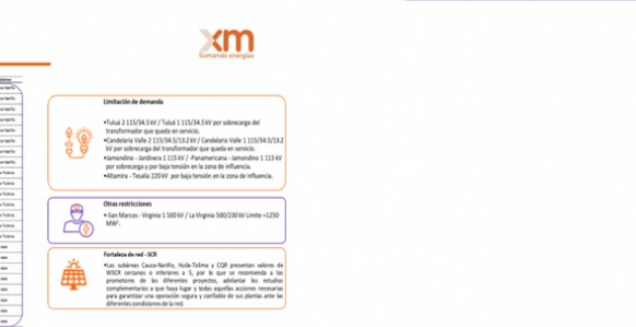 xm
Sumando energías
Limitación de demanda
•Tuluá 2 115/34.5 kV / Tuluá 1 115/34.5 kV por sobrecarga del
transformador que queda en servicio.
•Candelaria Valle 2 115/34.5/13.2 kV / Candelaria Valle 1 115/34.5/13.2
kV por sobrecarga del transformador que queda en servicio.
•Jamondino - Jardinera 1 115 kV / -Panamericana - Jamondino 1 115 kV
por sobrecarga y por baja tensión en la zona de influencia.
•Altamira - Tesalia 220 kV por baja tensión en la zona de influencia.
Otras restricciones
• San Marcos - Virginia 1 500 kV / La Virginia 500/230 kV Limite <1250
MW².
Fortaleza de red - SCR
•Las subáreas Cauca-Nariño, Huila-Tolima y CQR presentan valores de
WSCR cercanos o inferiores a 5, por lo que se recomienda a los
promotores de los diferentes proyectos, adelantar los estudios
complementarios a que haya lugar y todas aquellas acciones necesarias
para garantizar una operación segura y confiable de sus plantas ante las
diferentes condiciones de la red.